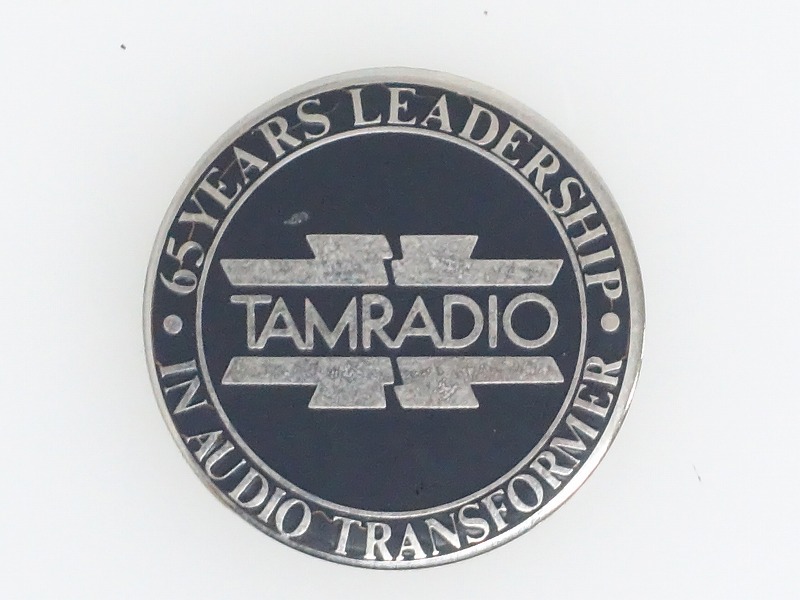 65 YEARS LEADERSHIP
TAMRADIO
IN AUDIO TRANSFORMER